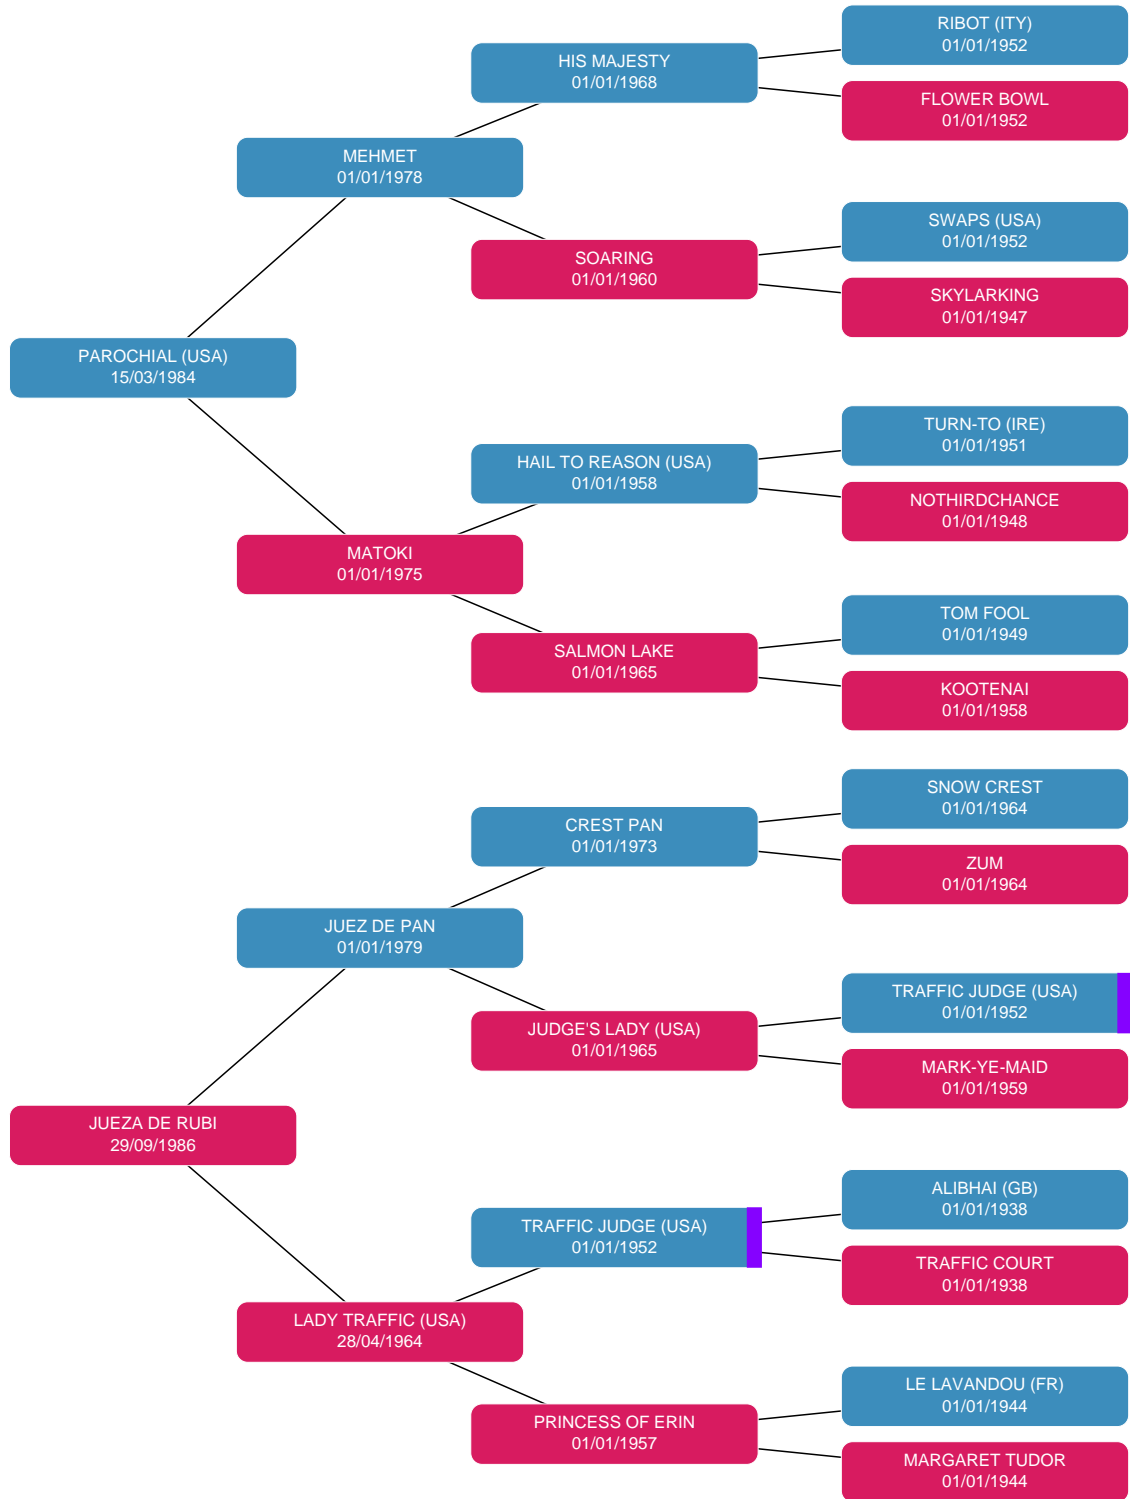 RIBOT (ITY)
01/01/1952
HIS MAJESTY
01/01/1968
FLOWER BOWL
01/01/1952
MEHMET
01/01/1978
SWAPS (USA)
01/01/1952
SOARING
01/01/1960
SKYLARKING
01/01/1947
PAROCHIAL (USA)
15/03/1984
TURN-TO (IRE)
01/01/1951
HAIL TO REASON (USA)
01/01/1958
NOTHIRDCHANCE
01/01/1948
MATOKI
01/01/1975
TOM FOOL
01/01/1949
SALMON LAKE
01/01/1965
KOOTENAI
01/01/1958
SNOW CREST
01/01/1964
CREST PAN
01/01/1973
ZUM
01/01/1964
JUEZ DE PAN
01/01/1979
TRAFFIC JUDGE (USA)
01/01/1952
JUDGE'S LADY (USA)
01/01/1965
MARK-YE-MAID
01/01/1959
JUEZA DE RUBI
29/09/1986
ALIBHAI (GB)
01/01/1938
TRAFFIC JUDGE (USA)
01/01/1952
TRAFFIC COURT
01/01/1938
LADY TRAFFIC (USA)
28/04/1964
LE LAVANDOU (FR)
01/01/1944
PRINCESS OF ERIN
01/01/1957
MARGARET TUDOR
01/01/1944